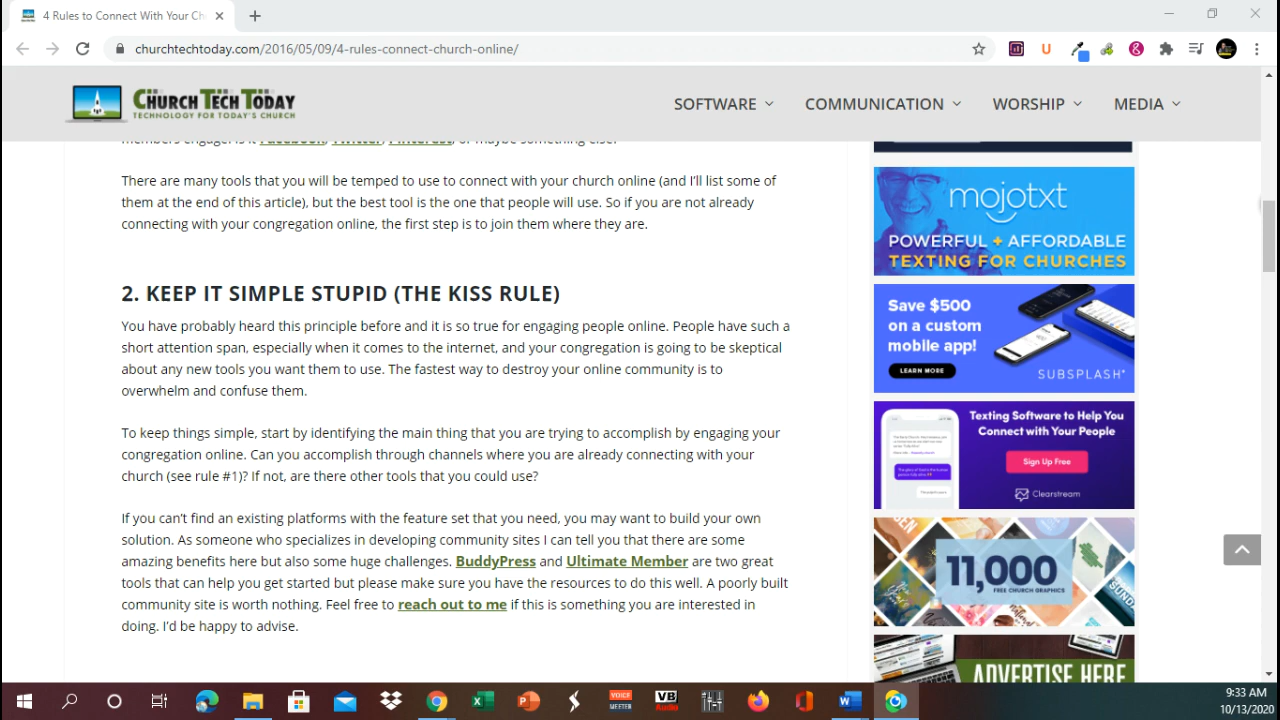 4 Rules to Connect With Your Ch
churchtechtoday.com/2016/05/09/4-rules-connect-church-online/
CHURCH TECH TODAY
TECHNOLOGY FOR TODAY'S CHURCH
SOFTWARE
COMMUNICATION
WORSHIP
MEDIA
members engage? Is it Facebook, Twitter, Pinterest, or maybe something else?
There are many tools that you will be temped to use to connect with your church online (and I'll list some of
them at the end of this article), but the best tool is the one that people will use. So if you are not already
connecting with your congregation online, the first step is to join them where they are.
2. KEEP IT SIMPLE STUPID (THE KISS RULE)
You have probably heard this principle before and it is so true for engaging people online. People have such a
short attention span, especially when it comes to the internet, and your congregation is going to be skeptical
about any new tools you want them to use. The fastest way to destroy your online community is to
overwhelm and confuse them.
To keep things simple, start by identifying the main thing that you are trying to accomplish by engaging your
congregation online. Can you accomplish through channels where you are already connecting with your
church (see rule #1)? If not, are there other tools that you could use?
If you can't find an existing platforms with the feature set that you need, you may want to build your own
solution. As someone who specializes in developing community sites I can tell you that there are some
amazing benefits here but also some huge challenges. BuddyPress and Ultimate Member are two great
tools that can help you get started but please make sure you have the resources to do this well. A poorly built
community site is worth nothing. Feel free to reach out to me if this is something you are interested in
doing. I'd be happy to advise.
mojotxt
POWERFUL + AFFORDABLE
TEXTING FOR CHURCHES
Save $500
on a custom
mobile app!
LEARN MORE
SUBSPLASH
Texting Software to Help You
Connect with Your People
Sign Up Free
Clearstream
11,000
FREE CHURCH GRAPHICS
SUNDA
ADVERTISE HERE
VOICE
MEETER
VB
Audio
9:33 AM
10/13/2020